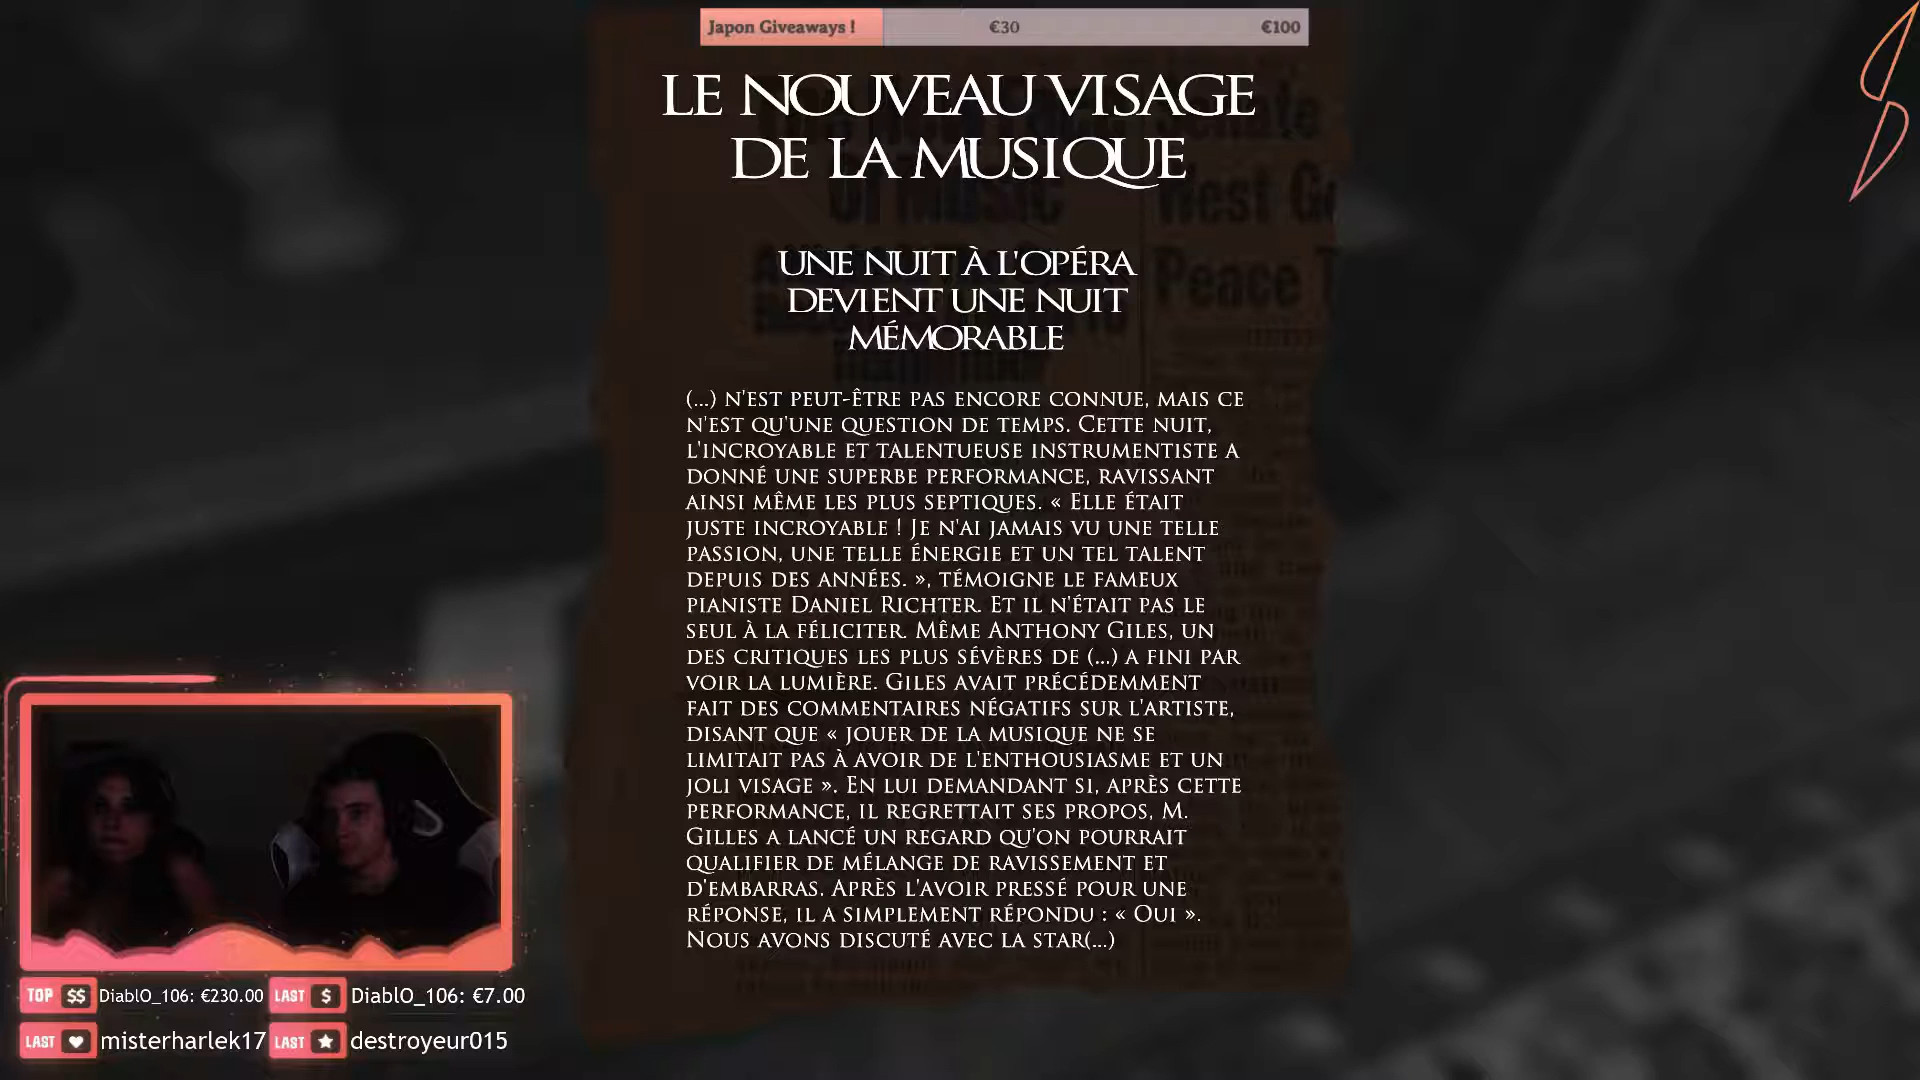 Japon Giveaways ! €30 €100
LE NOUVEAU VISAGE
DE LA MUSIQUE
UNE NUIT À L'OPÉRA
DEVIENT UNE NUIT
MÉMORABLE
(...) N'EST PEUT-ÊTRE PAS ENCORE CONNUE, MAIS CE
N'EST QU'UNE QUESTION DE TEMPS. CETTE NUIT,
L'INCROYABLE ET TALENTUEUSE INSTRUMENTISTE A
DONNÉ UNE SUPERBE PERFORMANCE, RAVISSANT
AINSI MÊME LES PLUS SEPTIQUES. « ELLE ÉTAIT
JUSTE INCROYABLE ! JE N'AI JAMAIS VU UNE TELLE
PASSION, UNE TELLE ÉNERGIE ET UN TEL TALENT
DEPUIS DES ANNÉES. », TÉMOIGNE LE FAMEUX
PIANISTE DANIEL RICHTER. ET IL N'ÉTAIT PAS LE
SEUL À LA FÉLICITER. MÊME ANTHONY GILES, UN
DES CRITIQUES LES PLUS SÉVÈRES DE (...) A FINI PAR
VOIR LA LUMIÈRE. GILES AVAIT PRÉCÉDEMMENT
FAIT DES COMMENTAIRES NÉGATIFS SUR L'ARTISTE,
DISANT QUE « JOUER DE LA MUSIQUE NE SE
LIMITAIT PAS À AVOIR DE L'ENTHOUSIASME ET UN
JOLI VISAGE ». EN LUI DEMANDANT SI, APRÈS CETTE
PERFORMANCE, IL REGRETTAIT SES PROPOS, M.
GILLES A LANCÉ UN REGARD QU'ON POURRAIT
QUALIFIER DE MÉLANGE DE RAVISSEMENT ET
D'EMBARRAS. APRÈS L'AVOIR PRESSÉ POUR UNE
RÉPONSE, IL A SIMPLEMENT RÉPONDU : « OUI ».
NOUS AVONS DISCUTÉ AVEC LA STAR(...)
OF MUSIC
West
Peace
TOP $$ DiablO_106: €230.00 LAST $ DiablO_106: €7.00
LAST misterharlek17 LAST destroyeur015